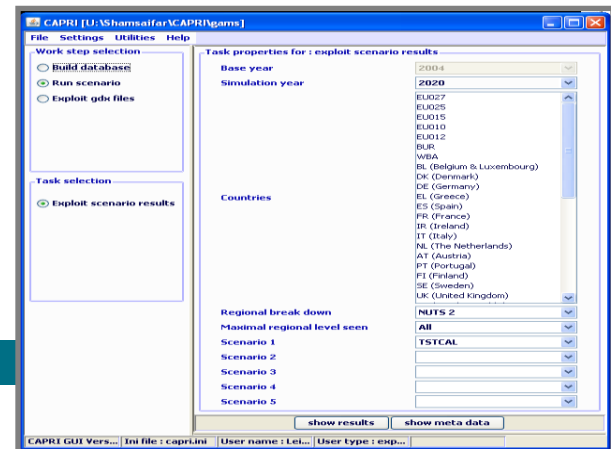 CAPRI [U:\Shamsaifar\CAPRI\gams]
File Settings Utilities Help
Work step selection
Build database
Run scenario
Exploit gdx files
Task selection
Exploit scenario results
Task properties for : exploit scenario results
Base year 2004
Simulation year 2020
Countries
EU027
EU025
EU015
EU010
EU012
BUR
WBA
BL (Belgium & Luxembourg)
DK (Denmark)
DE (Germany)
EL (Greece)
ES (Spain)
FR (France)
IR (Ireland)
IT (Italy)
NL (The Netherlands)
AT (Austria)
PT (Portugal)
FI (Finland)
SE (Sweden)
UK (United Kingdom)
Regional break down NUTS 2
Maximal regional level seen All
Scenario 1 TSTCAL
Scenario 2
Scenario 3
Scenario 4
Scenario 5
show results show meta data
CAPRI GUI Vers... Ini file : capri.ini User name : Lei... User type : exp...